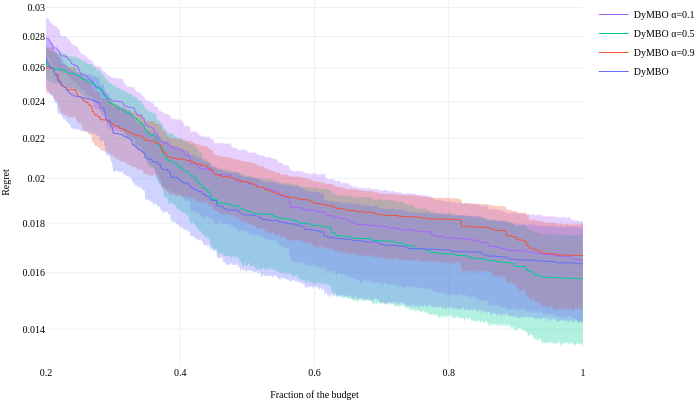 0.03
0.028
0.026
0.024
0.022
0.02
0.018
0.016
0.014
Regret
0.2
0.4
0.6
0.8
1
Fraction of the budget
DyMBO α=0.1
DyMBO α=0.5
DyMBO α=0.9
DyMBO